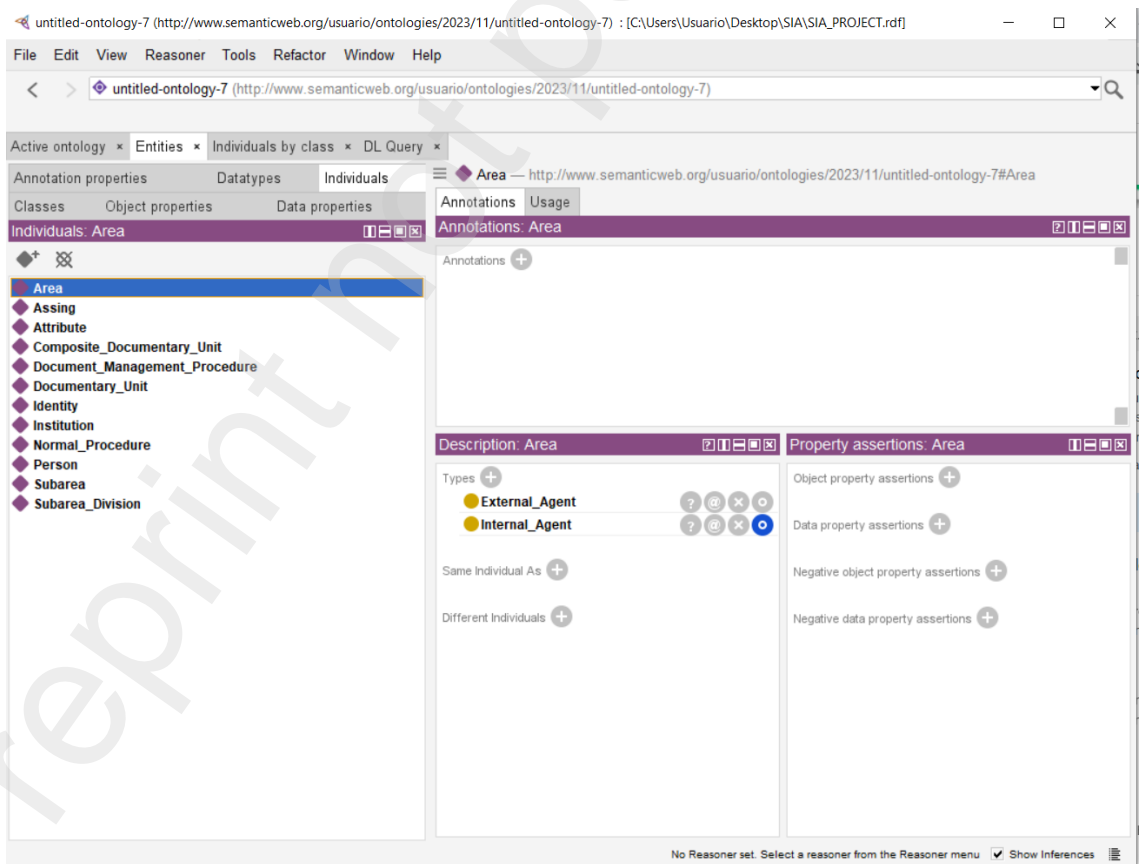 untitled-ontology-7 (http://www.semanticweb.org/usuario/ontologies/2023/11/untitled-ontology-7) : [C:\Users\Usuario\Desktop\SIA\SIA_PROJECT.rdf]
File Edit View Reasoner Tools Refactor Window Help
untitled-ontology-7 (http://www.semanticweb.org/usuario/ontologies/2023/11/untitled-ontology-7)
Active ontology × Entities × Individuals by class × DL Query ×
Annotation properties Datatypes Individuals
Classes Object properties Data properties
Individuals: Area
Area
Assing
Attribute
Composite_Documentary_Unit
Document_Management_Procedure
Documentary_Unit
Identity
Institution
Normal_Procedure
Person
Subarea
Subarea_Division
Area — http://www.semanticweb.org/usuario/ontologies/2023/11/untitled-ontology-7#Area
Annotations Usage
Annotations: Area
Annotations
Description: Area
Types
External_Agent
Internal_Agent
Same Individual As
Different Individuals
Property assertions: Area
Object property assertions
Data property assertions
Negative object property assertions
Negative data property assertions
No Reasoner set. Select a reasoner from the Reasoner menu Show Inferences
reprint not p